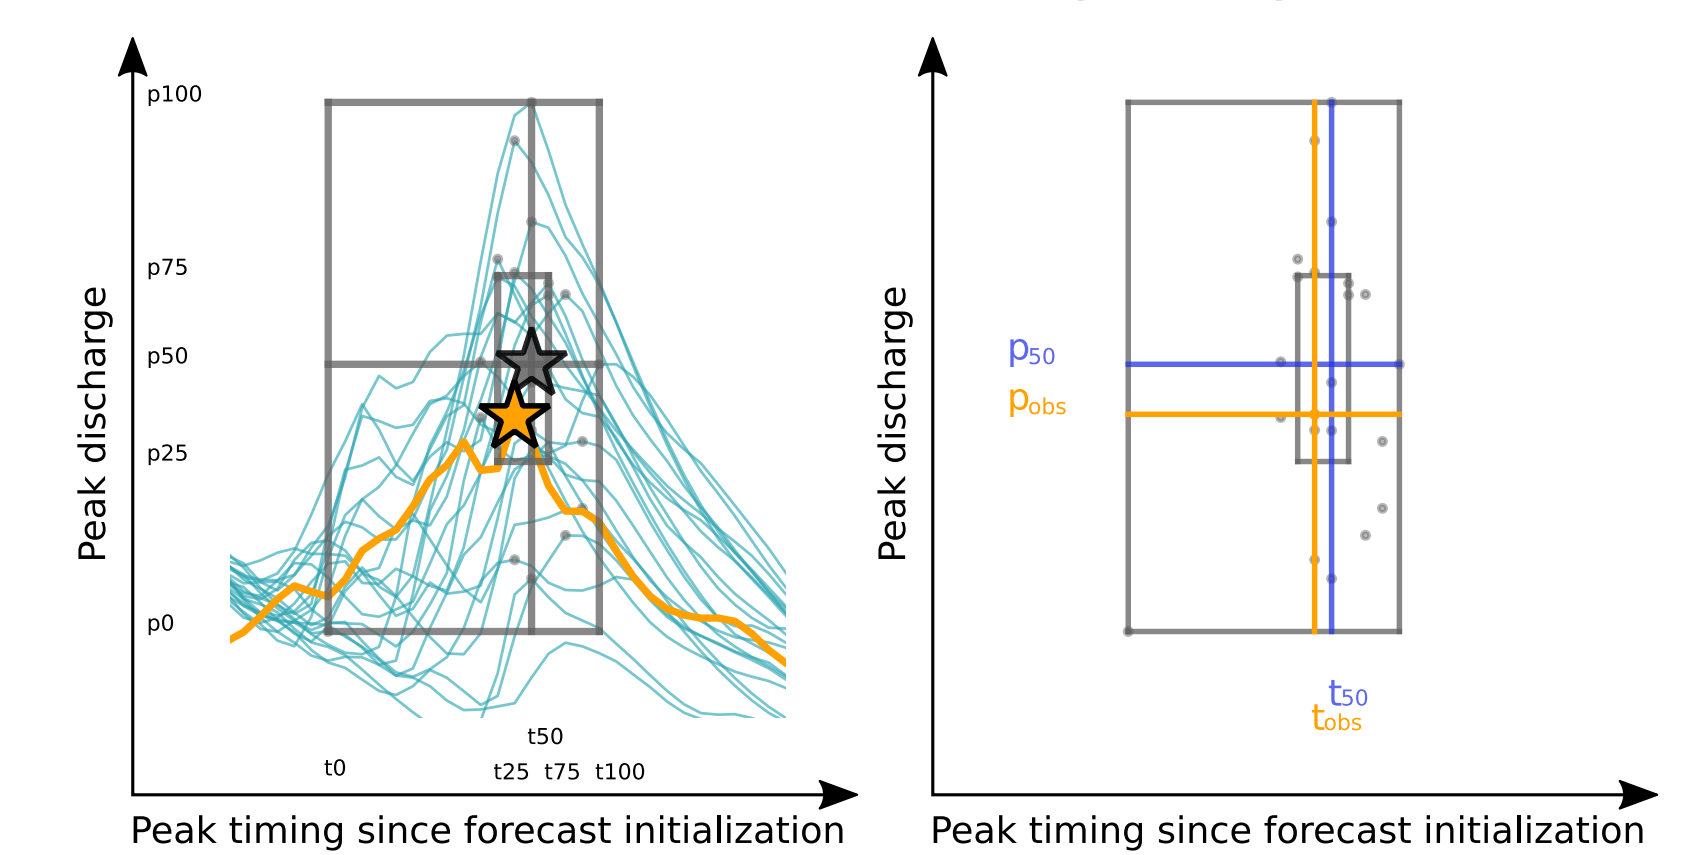 p100
p75
p50
p25
p0
Peak discharge
t50
t0
t25 t75 t100
Peak timing since forecast initialization
Peak discharge
p50
pobs
t50
tobs
Peak timing since forecast initialization